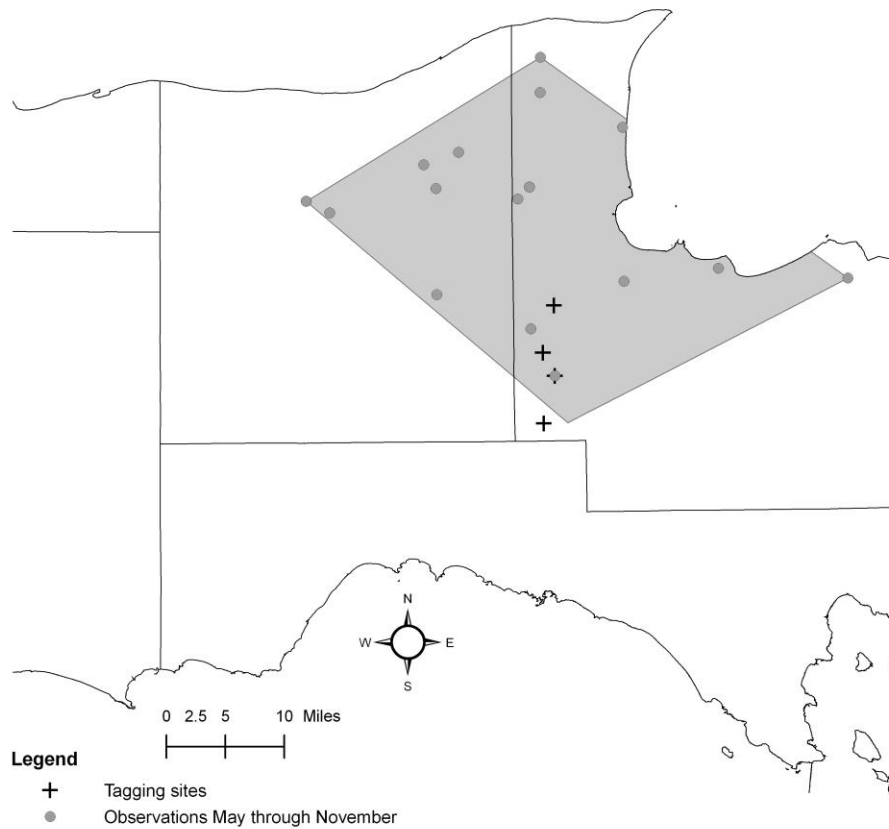 N
W E
S
0 2.5 5 10 Miles
Legend
Tagging sites
Observations May through November